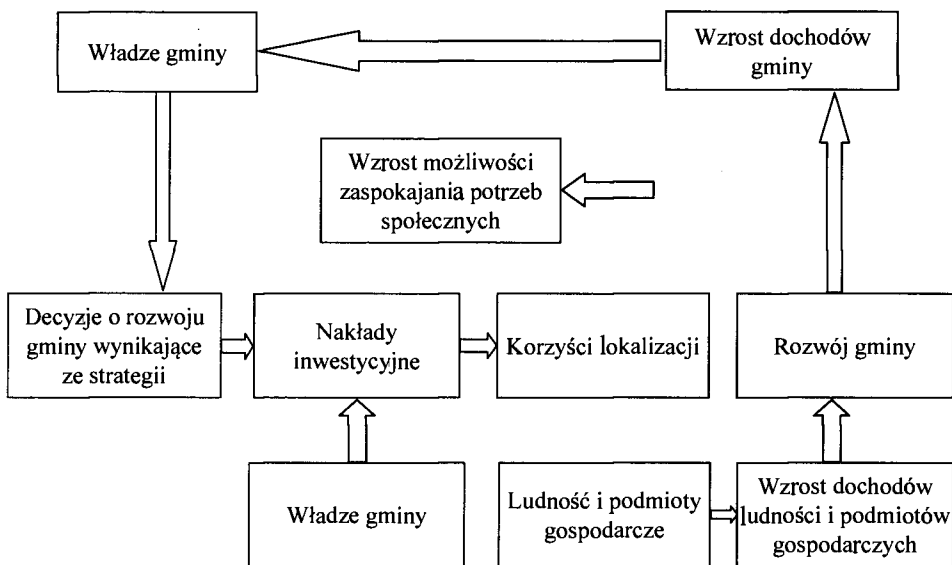 Władze gminy
Wzrost dochodów
gminy
Wzrost możliwości
zaspokajania potrzeb
społecznych
Decyzje o rozwoju
gminy wynikające
ze strategii
Nakłady
inwestycyjne
Korzyści lokalizacji
Rozwój gminy
Władze gminy
Ludność i podmioty
gospodarcze
Wzrost dochodów
ludności i podmiotów
gospodarczych